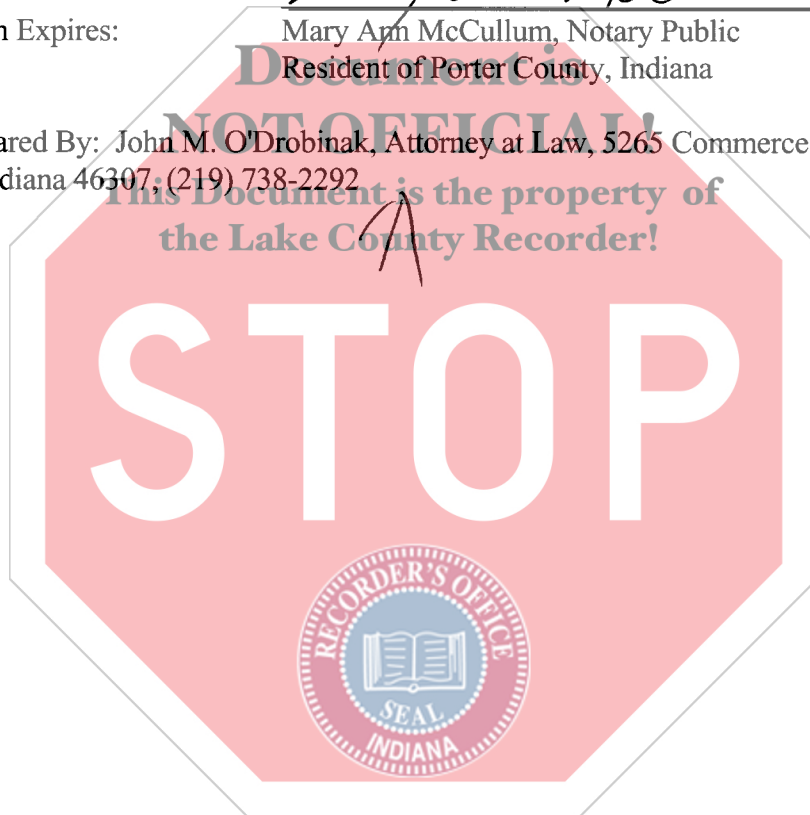 n Expires: Mary Ann McCullum, Notary Public
Document is
Resident of Porter County, Indiana
NOT OFFICIAL!
ared By: John M. O'Drobinak, Attorney at Law, 5265 Commerce
diana 46307, (219) 738-2292
This Document is the property of
the Lake County Recorder!
STOP
RECORDER'S OFFICE
SEAL
INDIANA